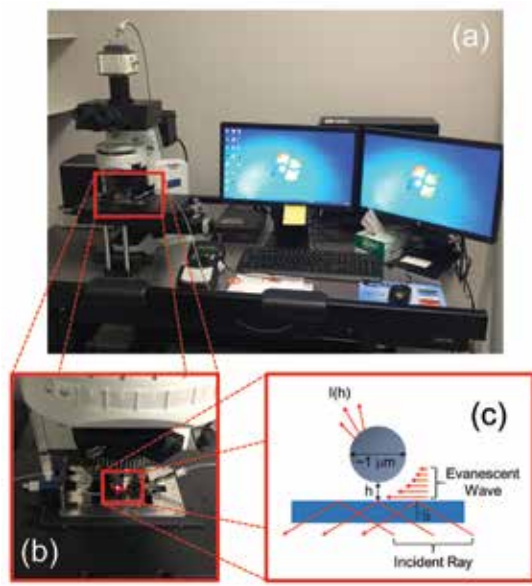 (a)
(b)
(c)
I(h)
~1 μm
h
Evanescent
Wave
Incident Ray